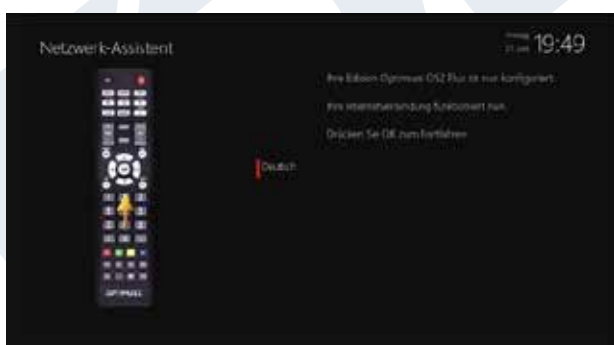 Netzwerk-Assistent
19:49
Ihre Edision Optimuss OS2 Plus ist nun konfiguriert.
Ihre Internetverbindung funktioniert nun.
Drücken Sie OK zum Fortfahren
Deutsch
OPTIMUSS